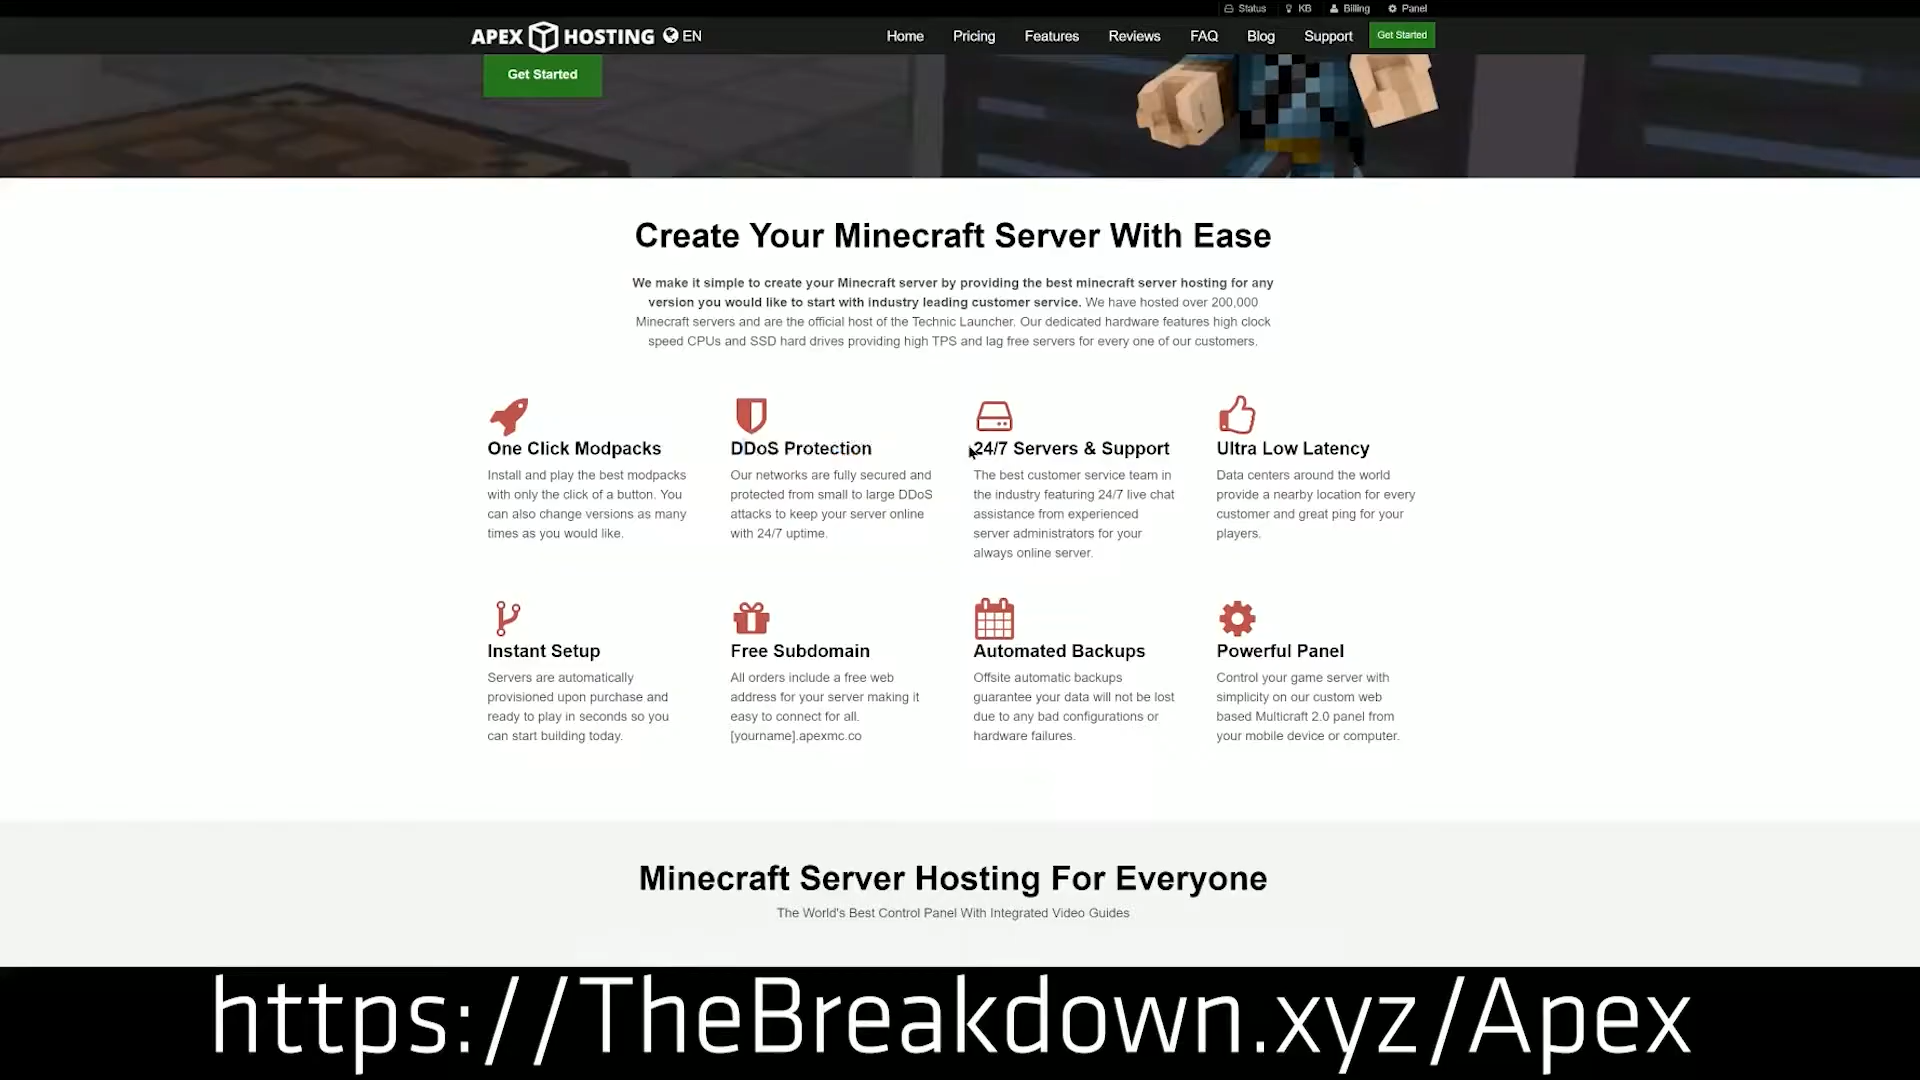 Status KB Billing Panel
APEX HOSTING EN Home Pricing Features Reviews FAQ Blog Support Get Started
Get Started
Create Your Minecraft Server With Ease
We make it simple to create your Minecraft server by providing the best minecraft server hosting for any
version you would like to start with industry leading customer service. We have hosted over 200,000
Minecraft servers and are the official host of the Technic Launcher. Our dedicated hardware features high clock
speed CPUs and SSD hard drives providing high TPS and lag free servers for every one of our customers.
One Click Modpacks
Install and play the best modpacks
with only the click of a button. You
can also change versions as many
times as you would like.
DDoS Protection
Our networks are fully secured and
protected from small to large DDoS
attacks to keep your server online
with 24/7 uptime.
24/7 Servers & Support
The best customer service team in
the industry featuring 24/7 live chat
assistance from experienced
server administrators for your
always online server.
Ultra Low Latency
Data centers around the world
provide a nearby location for every
customer and great ping for your
players.
Instant Setup
Servers are automatically
provisioned upon purchase and
ready to play in seconds so you
can start building today.
Free Subdomain
All orders include a free web
address for your server making it
easy to connect for all.
[yourname].apexmc.co
Automated Backups
Offsite automatic backups
guarantee your data will not be lost
due to any bad configurations or
hardware failures.
Powerful Panel
Control your game server with
simplicity on our custom web
based Multicraft 2.0 panel from
your mobile device or computer.
Minecraft Server Hosting For Everyone
The World's Best Control Panel With Integrated Video Guides
https://TheBreakdown.xyz/Apex